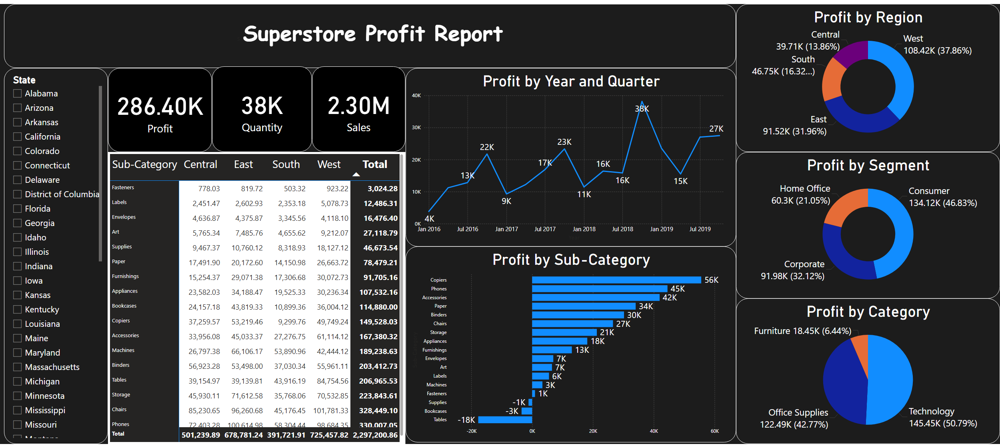 Superstore Profit Report
State
Alabama
Arizona
Arkansas
California
Colorado
Connecticut
Delaware
District of Columbia
Florida
Georgia
Idaho
Illinois
Indiana
Iowa
Kansas
Kentucky
Louisiana
Maine
Maryland
Massachusetts
Michigan
Minnesota
Mississippi
Missouri
Montana
286.40K
Profit
38K
Quantity
2.30M
Sales
Sub-Category Central East South West Total
Fasteners 778.03 819.72 503.32 923.22 3,024.28
Labels 2,451.47 2,602.93 2,353.18 5,078.73 12,486.31
Envelopes 4,636.87 4,375.87 3,345.56 4,118.10 16,476.40
Art 5,765.34 7,485.76 4,655.62 9,212.07 27,118.79
Supplies 9,467.37 10,760.12 8,318.93 18,127.12 46,673.54
Paper 17,491.90 20,172.60 14,150.98 26,663.72 78,479.21
Furnishings 15,254.37 29,071.38 17,306.68 30,072.73 91,705.16
Appliances 23,582.03 34,188.47 19,525.33 30,236.34 107,532.16
Bookcases 24,157.18 43,819.33 10,899.36 36,004.12 114,880.00
Copiers 37,259.57 53,219.46 9,299.76 49,749.24 149,528.03
Accessories 33,956.08 45,033.37 27,276.75 61,114.12 167,380.32
Machines 26,797.38 66,106.17 53,890.96 42,444.12 189,238.63
Binders 56,923.28 53,498.00 37,030.34 55,961.11 203,412.73
Tables 39,154.97 39,139.81 43,916.19 84,754.56 206,965.53
Storage 45,930.11 71,612.58 35,768.06 70,532.85 223,843.61
Chairs 85,230.65 96,260.68 45,176.45 101,781.33 328,449.10
Phones 72,403.28 100,614.98 58,304.44 98,684.35 330,007.05
Total 501,239.89 678,781.24 391,721.91 725,457.82 2,297,200.86
Profit by Year and Quarter
40K
30K
20K
10K
0K
4K
13K
22K
9K
17K
23K
11K
16K
16K
38K
15K
27K
Jan 2016 Jul 2016 Jan 2017 Jul 2017 Jan 2018 Jul 2018 Jan 2019 Jul 2019
Year
Profit by Sub-Category
Sub-Category
Copiers 56K
Phones 45K
Accessories 42K
Paper 34K
Binders 30K
Chairs 27K
Storage 21K
Appliances 18K
Furnishings 13K
Envelopes 7K
Art 7K
Labels 6K
Machines 3K
Fasteners 1K
Supplies -1K
Bookcases -3K
Tables -18K
-20K 0K 20K 40K 60K
Profit by Region
Central
39.71K (13.86%)
South
46.75K (16.32...)
East
91.52K (31.96%)
West
108.42K (37.86%)
Profit by Segment
Home Office
60.3K (21.05%)
Consumer
134.12K (46.83%)
Corporate
91.98K (32.12%)
Profit by Category
Furniture 18.45K (6.44%)
Office Supplies
122.49K (42.77%)
Technology
145.45K (50.79%)